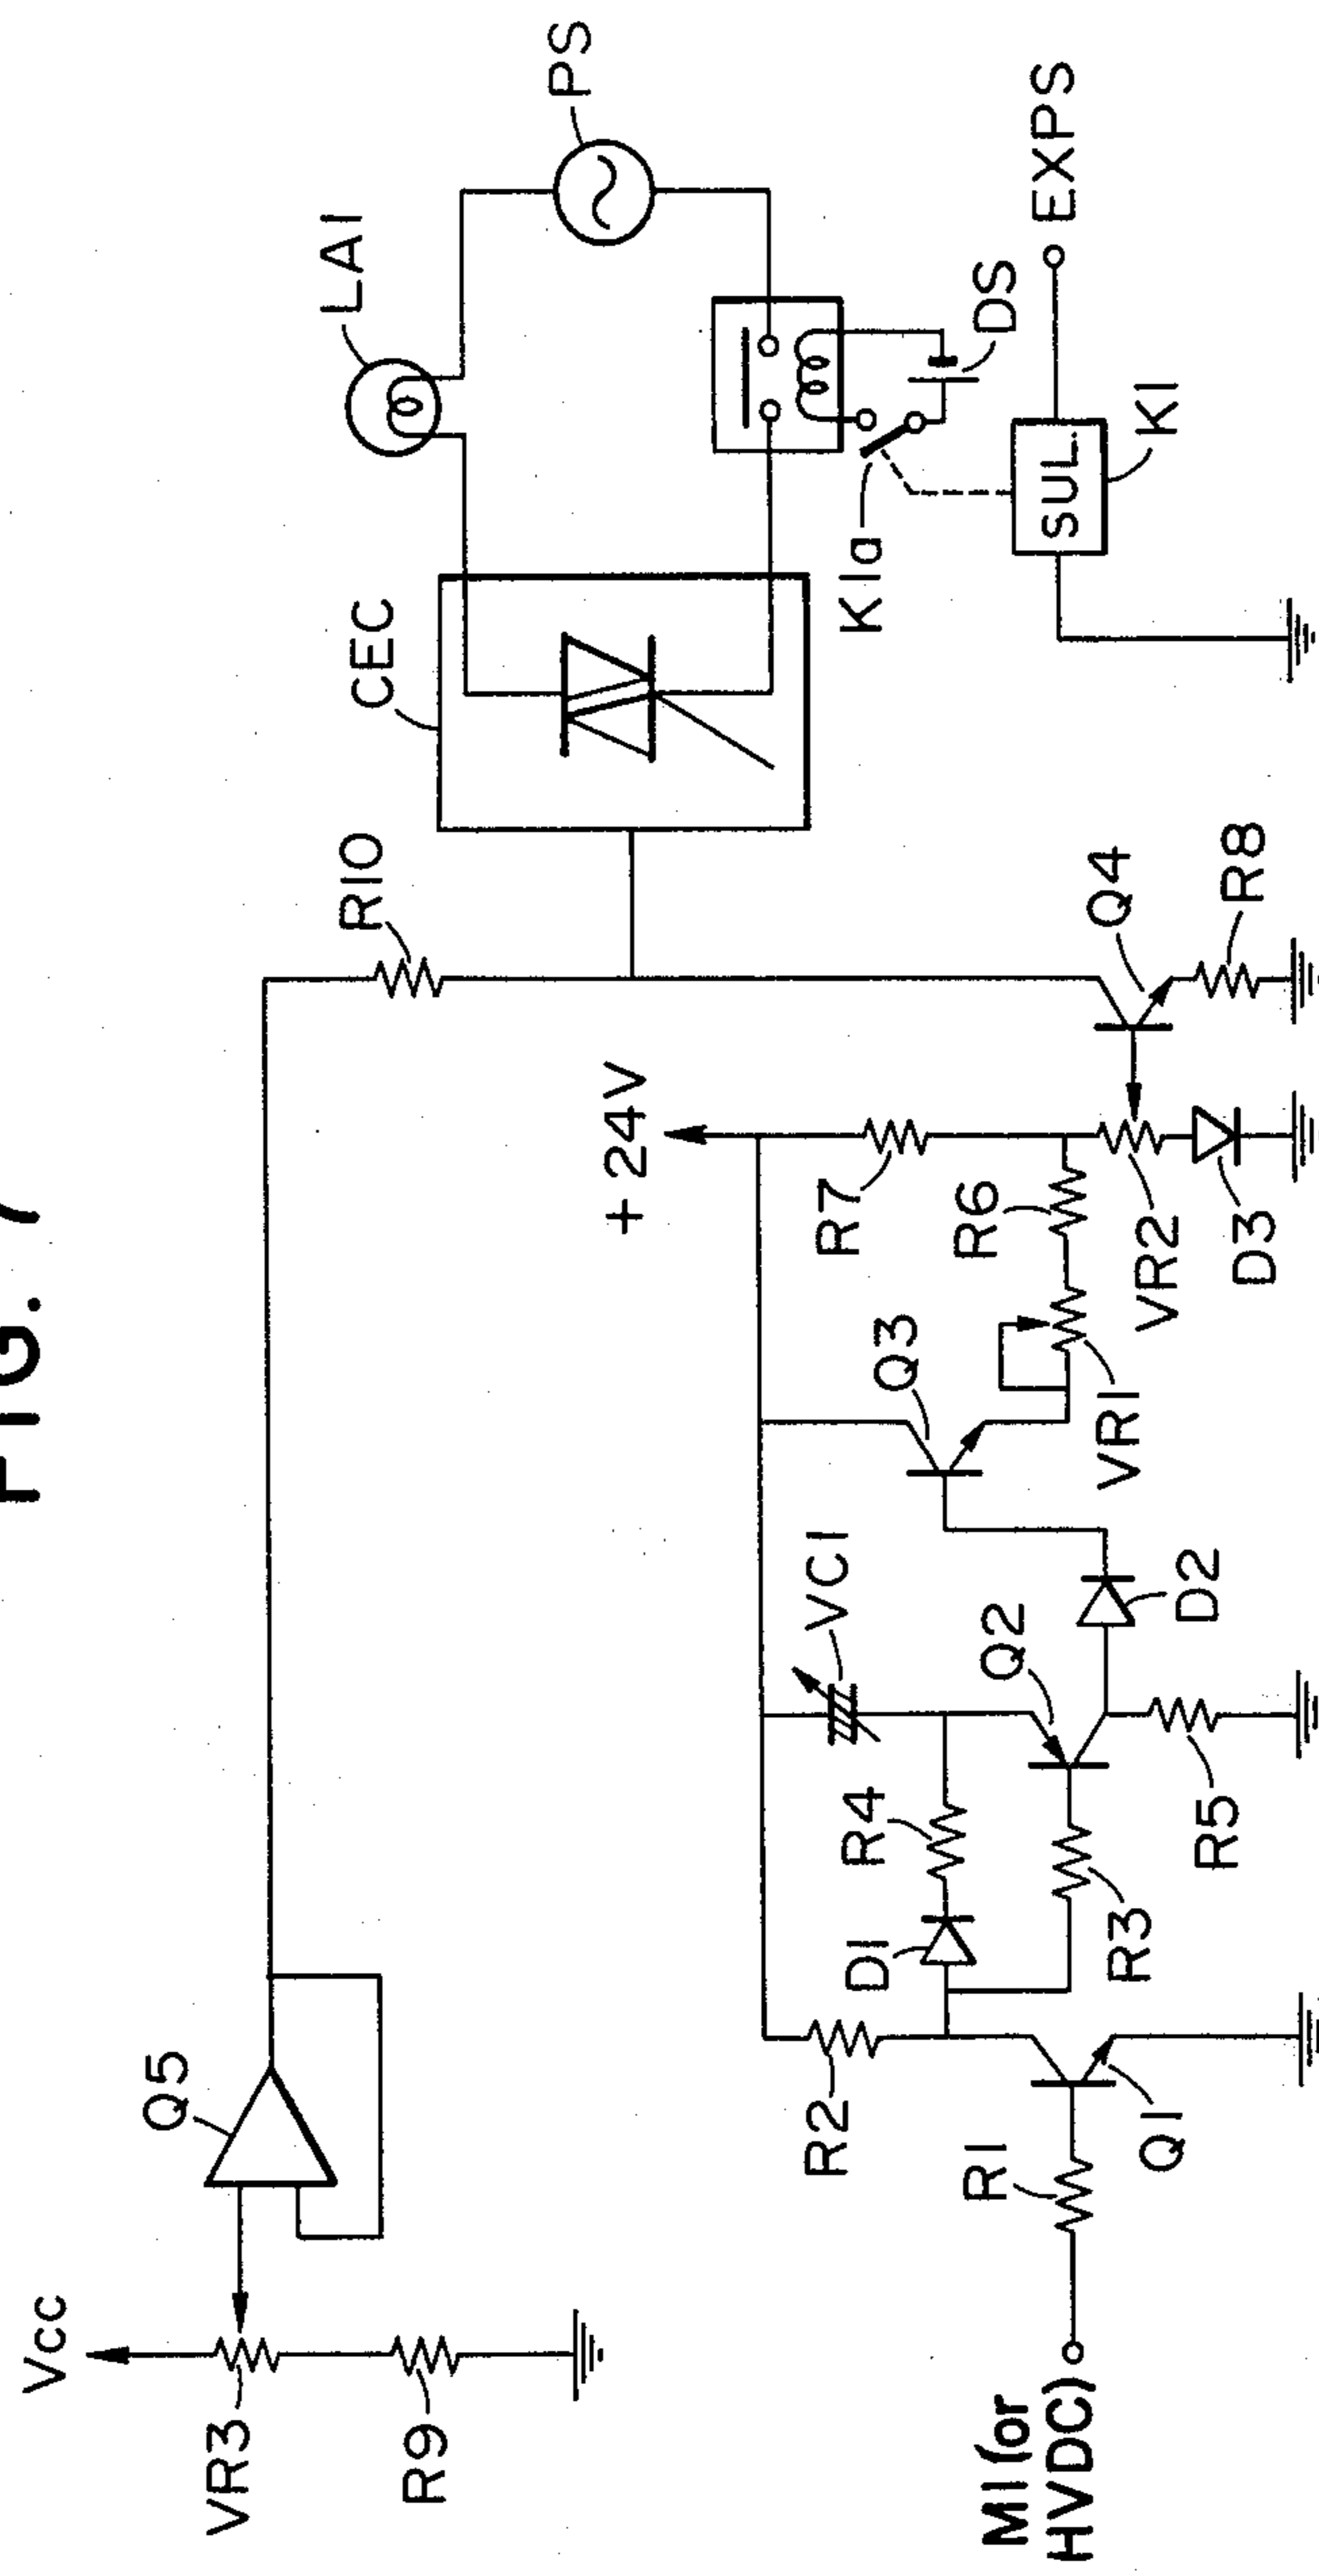 FIG. 7
Vcc
VR3
R9
Q5
R10
CEC
LA1
PS
K1a
DS
SUL.
K1
EXPS
+24V
R7
R6
VR2
D3
Q4
R8
Q3
VR1
VC1
Q2
D2
R4
D1
R3
R5
R2
R1
Q1
M1(or
HVDC)